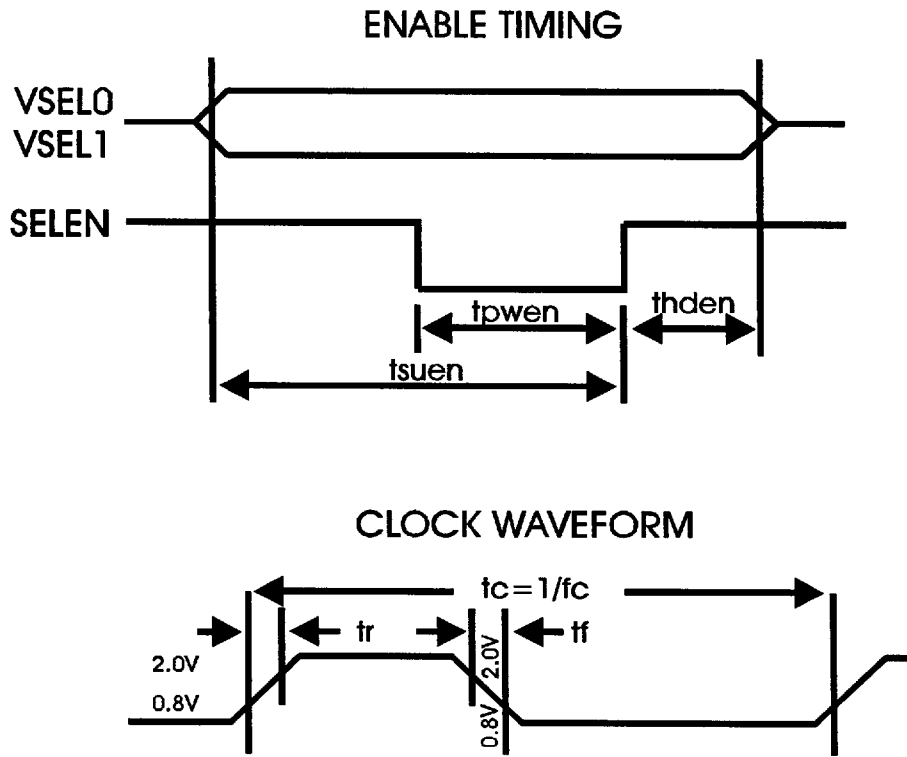 ENABLE TIMING
VSEL0
VSEL1
SELEN
tpwen
thden
tsuen
CLOCK WAVEFORM
tc=1/fc
tr
tf
2.0V
0.8V
2.0V
0.8V